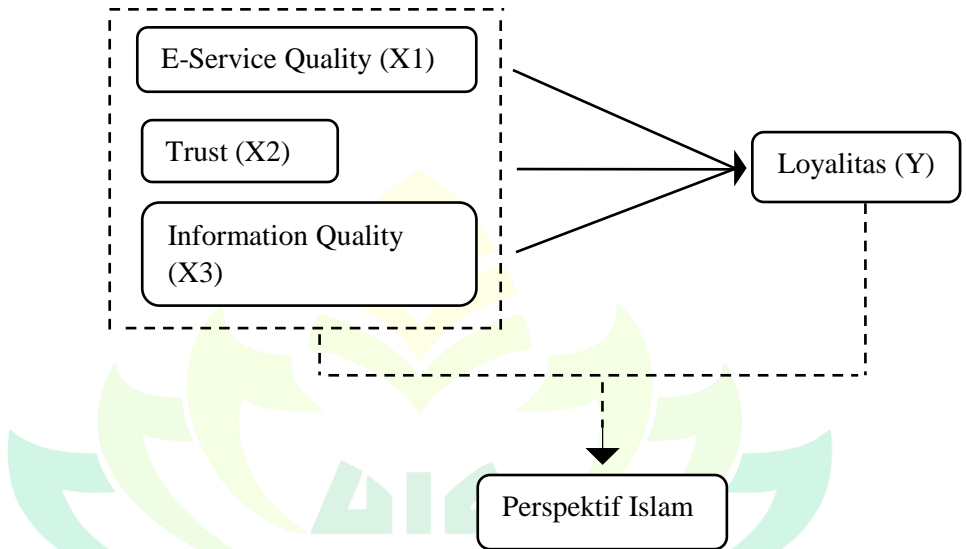 E-Service Quality (X1)
Trust (X2)
Information Quality
(X3)
Loyalitas (Y)
Perspektif Islam